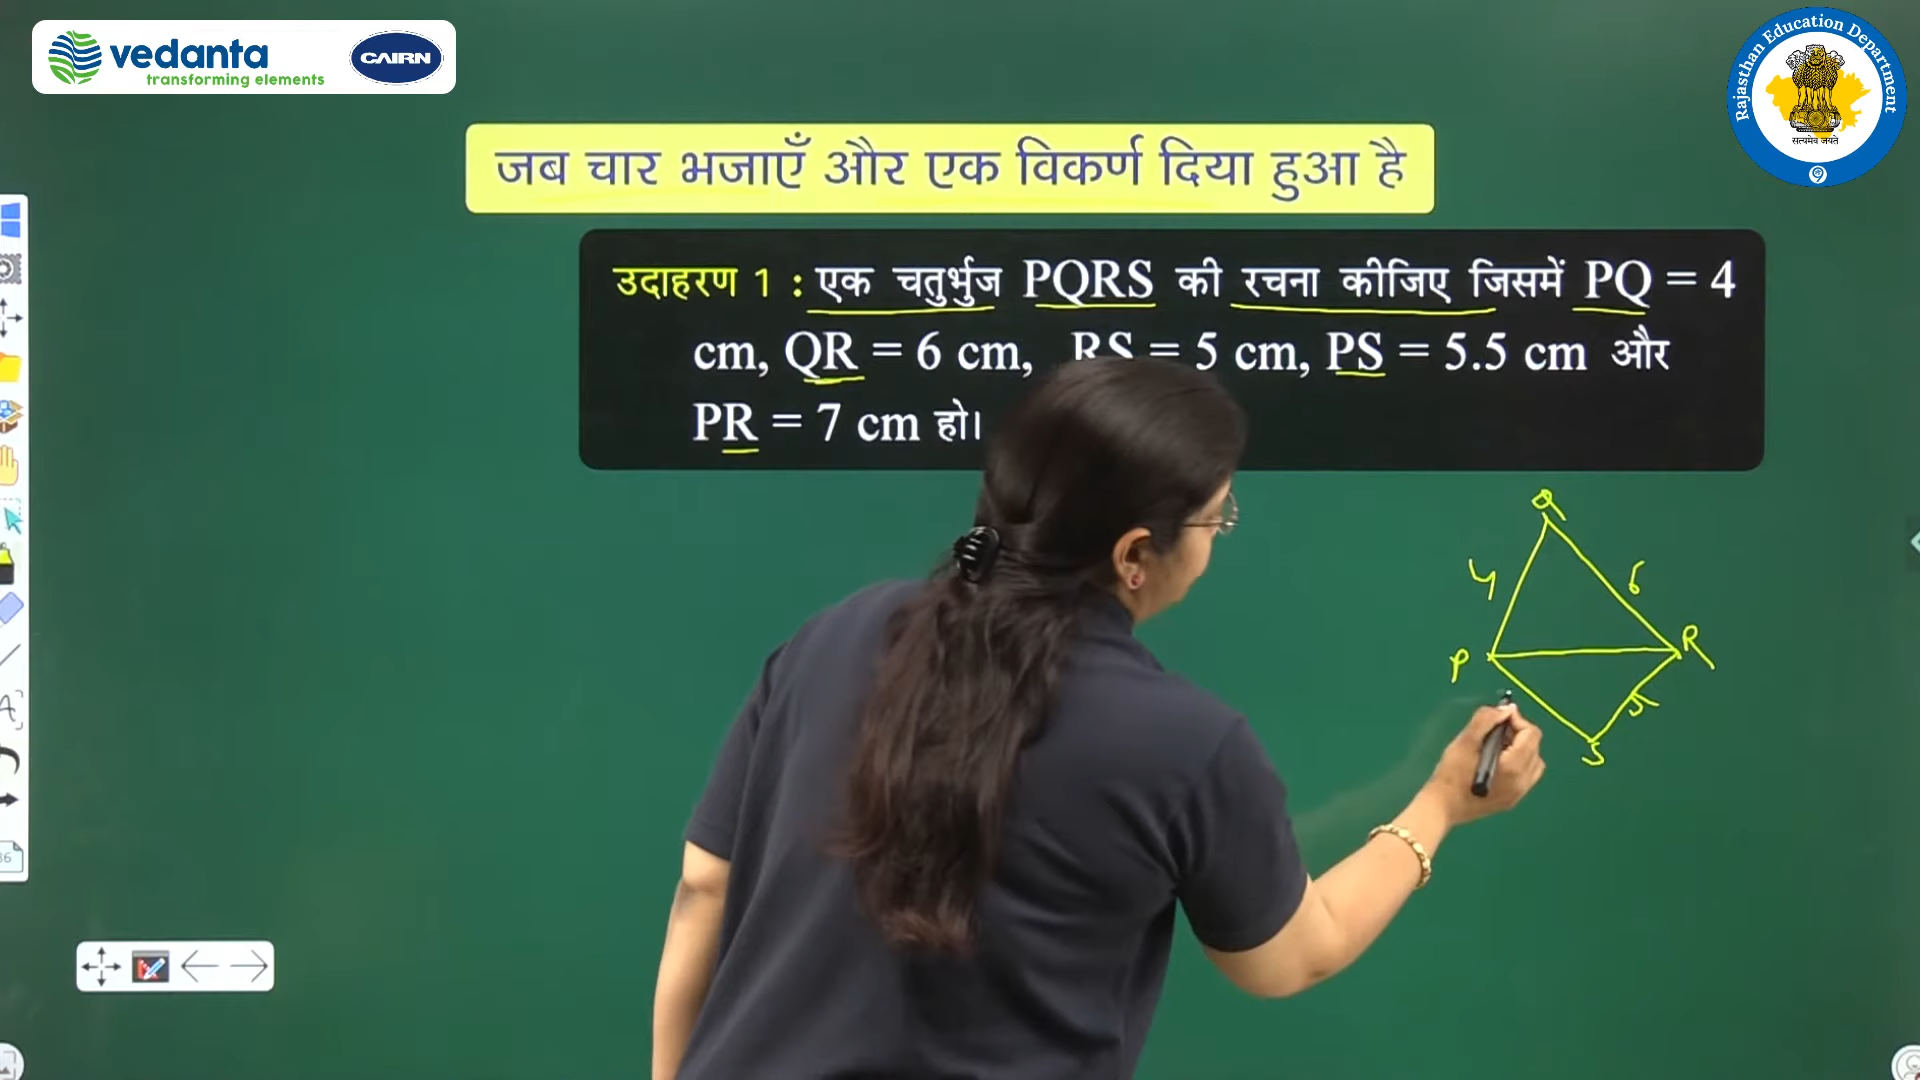 vedanta
transforming elements
CAIRN
Rajasthan Education Department
सत्यमेव जयते
जब चार भजाएँ और एक विकर्ण दिया हुआ है
उदाहरण 1 : एक चतुर्भुज PQRS की रचना कीजिए जिसमें PQ = 4
cm, QR = 6 cm, RS = 5 cm, PS = 5.5 cm और
PR = 7 cm हो।
Q
4
6
P
R
5
S
36